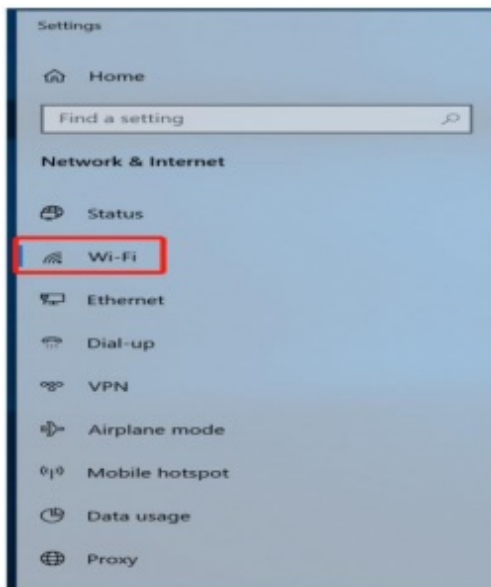 Settings
Home
Find a setting
Network & Internet
Status
Wi-Fi
Ethernet
Dial-up
VPN
Airplane mode
Mobile hotspot
Data usage
Proxy